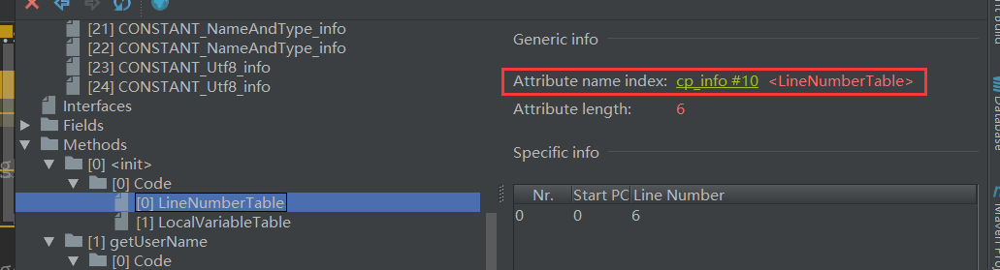 [21] CONSTANT_NameAndType_info
[22] CONSTANT_NameAndType_info
[23] CONSTANT_Utf8_info
[24] CONSTANT_Utf8_info
Interfaces
Fields
Methods
[0] <init>
[0] Code
[0] LineNumberTable
[1] LocalVariableTable
[1] getUserName
[0] Code
Generic info
Attribute name index: cp_info #10 <LineNumberTable>
Attribute length: 6
Specific info
Nr. Start PC Line Number
0 0 6
Database